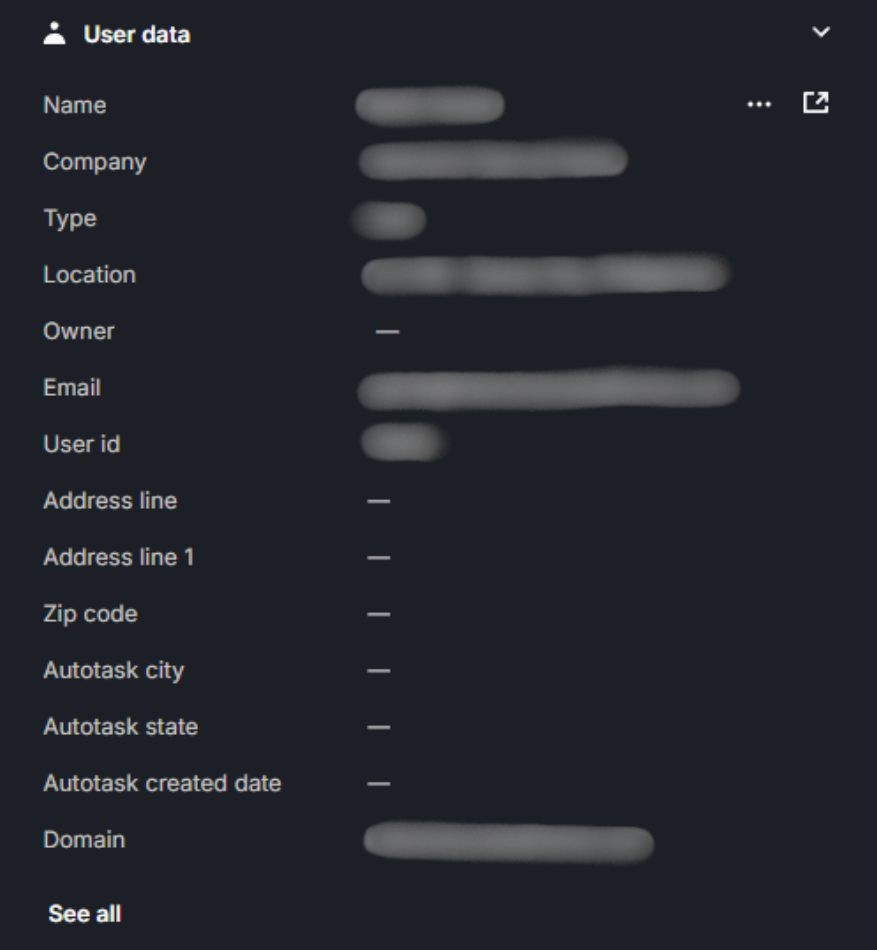 User data
Name
Company
Type
Location
Owner —
Email
User id
Address line —
Address line 1 —
Zip code —
Autotask city —
Autotask state —
Autotask created date —
Domain
See all